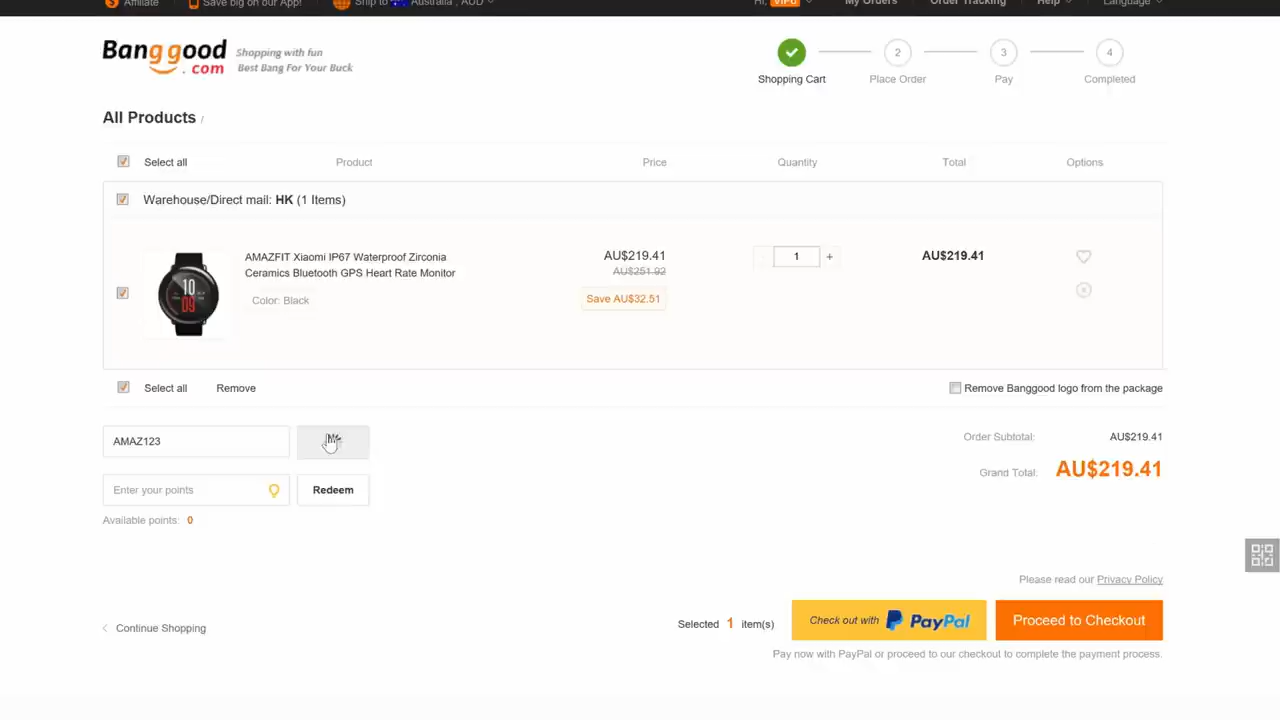 Affiliate
Save big on our App!
Ship to
Australia , AUD
Hi, VIP0
My Orders
Order Tracking
Help
Language
Banggood
.com
Shopping with fun
Best Bang For Your Buck
2
3
4
Shopping Cart
Place Order
Pay
Completed
All Products /
Select all
Product
Price
Quantity
Total
Options
Warehouse/Direct mail: HK (1 Items)
AMAZFIT Xiaomi IP67 Waterproof Zirconia
Ceramics Bluetooth GPS Heart Rate Monitor
Color: Black
10
09
AU$219.41
AU$251.92
Save AU$32.51
-
1
+
AU$219.41
Select all
Remove
Remove Banggood logo from the package
AMAZ123
Order Subtotal:
AU$219.41
Grand Total:
AU$219.41
Enter your points
Redeem
Available points: 0
Please read our Privacy Policy
Continue Shopping
Selected 1 item(s)
Check out with PayPal
Proceed to Checkout
Pay now with PayPal or proceed to our checkout to complete the payment process.